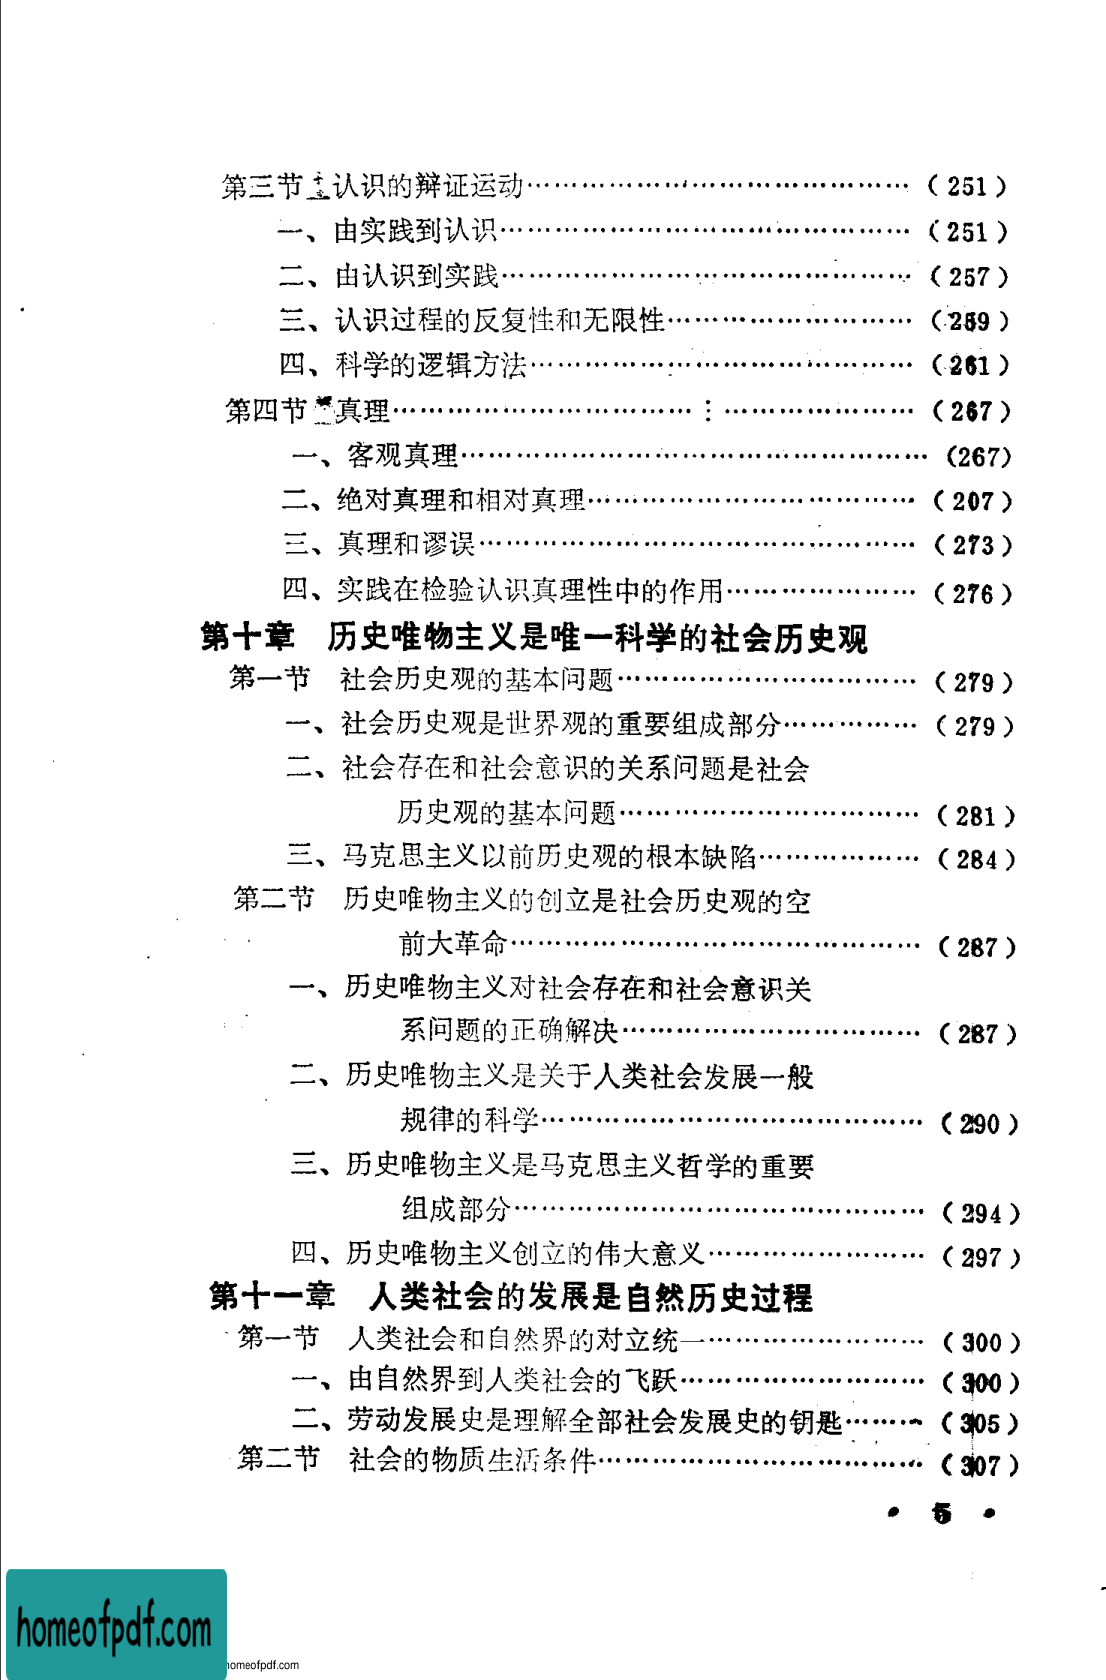 第三节 认识的辩证运动……………………………………（251）
一、由实践到认识………………………………………（251）
二、由认识到实践………………………………………（257）
三、认识过程的反复性和无限性………………………（259）
四、科学的逻辑方法……………………………………（261）
第四节 真理……………………………⋮…………………（267）
一、客观真理……………………………………………(267)
二、绝对真理和相对真理………………………………（207）
三、真理和谬误…………………………………………（273）
四、实践在检验认识真理性中的作用…………………（276）
第十章 历史唯物主义是唯一科学的社会历史观
第一节 社会历史观的基本问题……………………………（279）
一、社会历史观是世界观的重要组成部分……………（279）
二、社会存在和社会意识的关系问题是社会
历史观的基本问题……………………………（281）
三、马克思主义以前历史观的根本缺陷………………（284）
第二节 历史唯物主义的创立是社会历史观的空
前大革命………………………………………（287）
一、历史唯物主义对社会存在和社会意识关
系问题的正确解决……………………………（287）
二、历史唯物主义是关于人类社会发展一般
规律的科学……………………………………（290）
三、历史唯物主义是马克思主义哲学的重要
组成部分………………………………………（294）
四、历史唯物主义创立的伟大意义……………………（297）
第十一章 人类社会的发展是自然历史过程
第一节 人类社会和自然界的对立统一……………………（300）
一、由自然界到人类社会的飞跃………………………（300）
二、劳动发展史是理解全部社会发展史的钥匙………（305）
第二节 社会的物质生活条件………………………………（307）
• 5 •
homeofpdf.com
homeofpdf.com